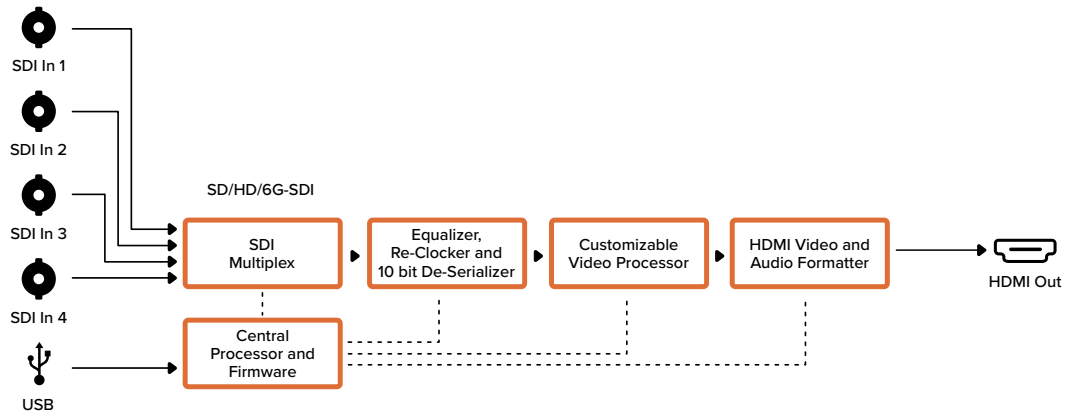 SDI In 1
SDI In 2
SDI In 3
SDI In 4
USB
SD/HD/6G-SDI
SDI
Multiplex
Equalizer,
Re-Clocker and
10 bit De-Serializer
Customizable
Video Processor
HDMI Video and
Audio Formatter
HDMI Out
Central
Processor and
Firmware